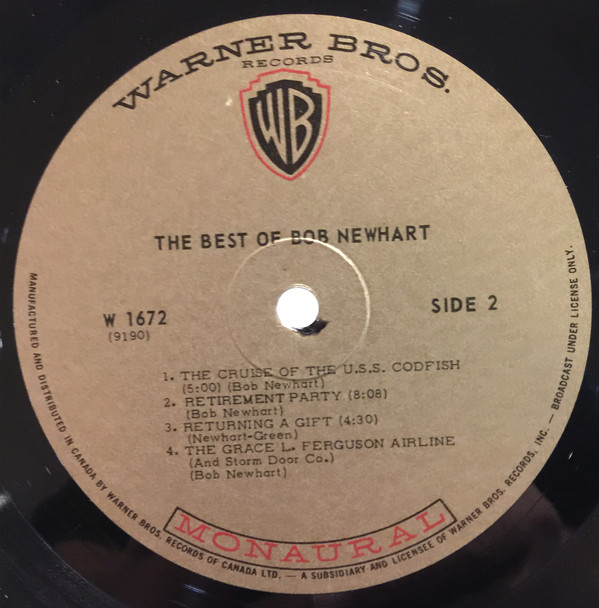 WARNER BROS.
RECORDS
WB
THE BEST OF BOB NEWHART
W 1672
(9190)
SIDE 2
1. THE CRUISE OF THE U.S.S. CODFISH
(5:00) (Bob Newhart)
2. RETIREMENT PARTY (8:08)
(Bob Newhart)
3. RETURNING A GIFT (4:30)
(Newhart-Green)
4. THE GRACE L. FERGUSON AIRLINE
(And Storm Door Co.)
(Bob Newhart)
MONAURAL
MANUFACTURED AND DISTRIBUTED IN CANADA BY WARNER BROS. RECORDS OF CANADA LTD. — A SUBSIDIARY AND LICENSEE OF WARNER BROS. RECORDS, INC. — BROADCAST UNDER LICENSE ONLY.